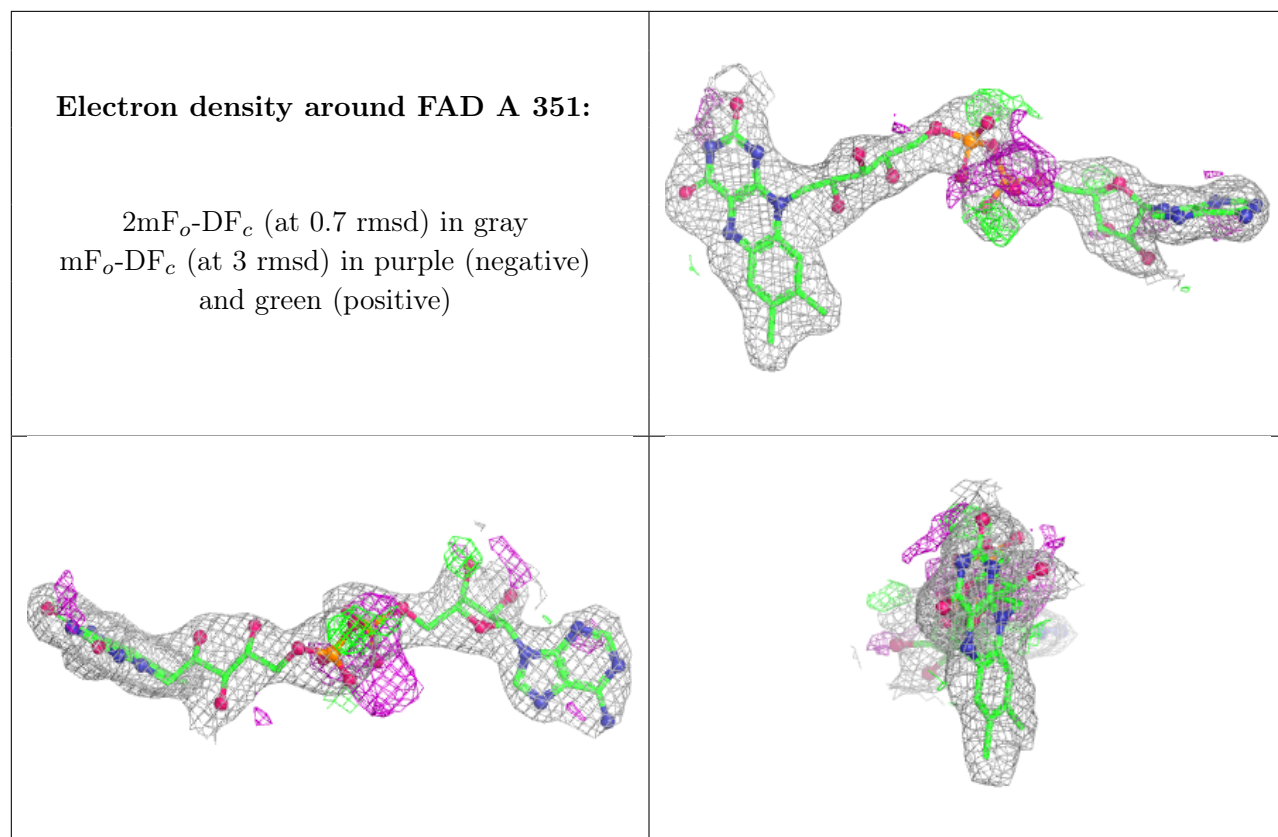 Electron density around FAD A 351:
2mFo-DFc (at 0.7 rmsd) in gray
mFo-DFc (at 3 rmsd) in purple (negative)
and green (positive)